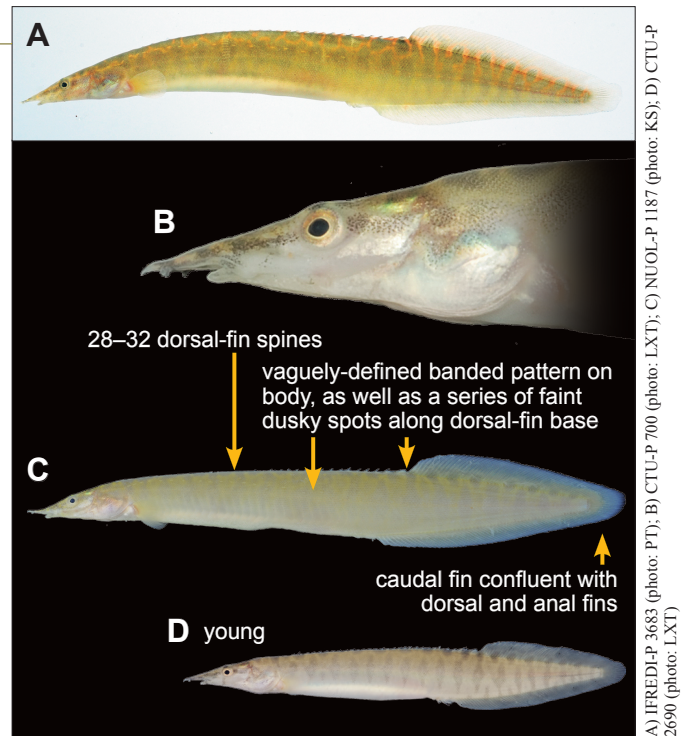 A
B
28–32 dorsal-fin spines
vaguely-defined banded pattern on
body, as well as a series of faint
dusky spots along dorsal-fin base
C
caudal fin confluent with
dorsal and anal fins
D young
A) IFREDI-P 3683 (photo: PT); B) CTU-P 700 (photo: LXT); C) NUOL-P 1187 (photo: KS); D) CTU-P
2690 (photo: LXT)